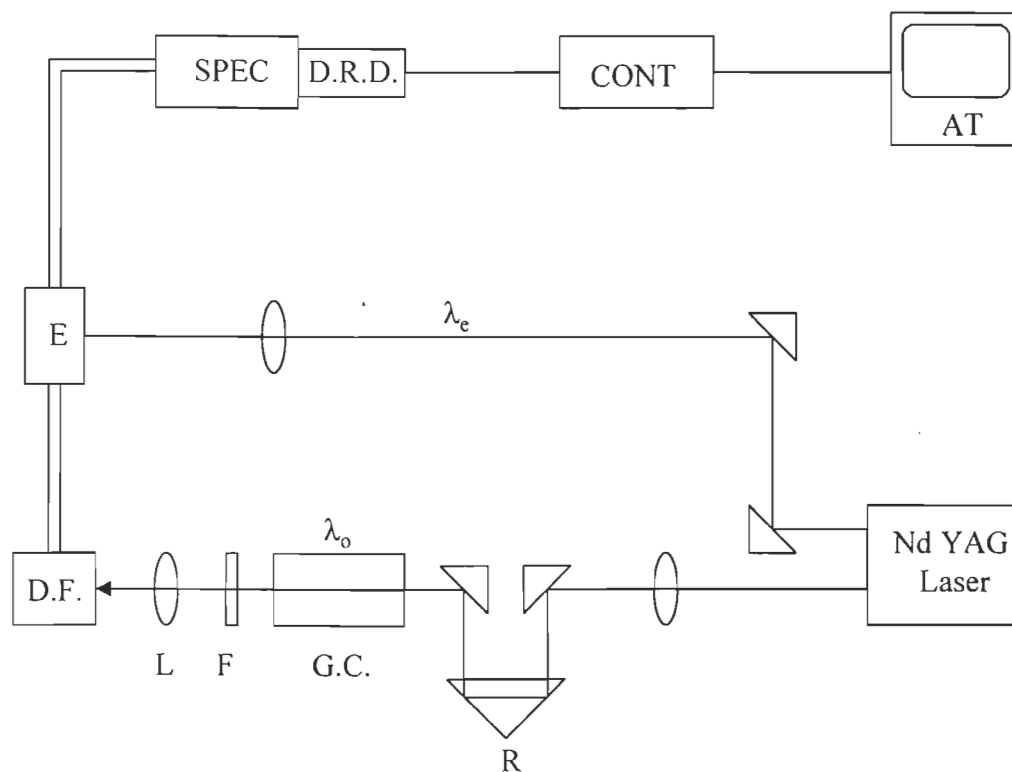 SPEC
D.R.D.
CONT
AT
E
λe
Nd YAG
Laser
λo
D.F.
L
F
G.C.
R